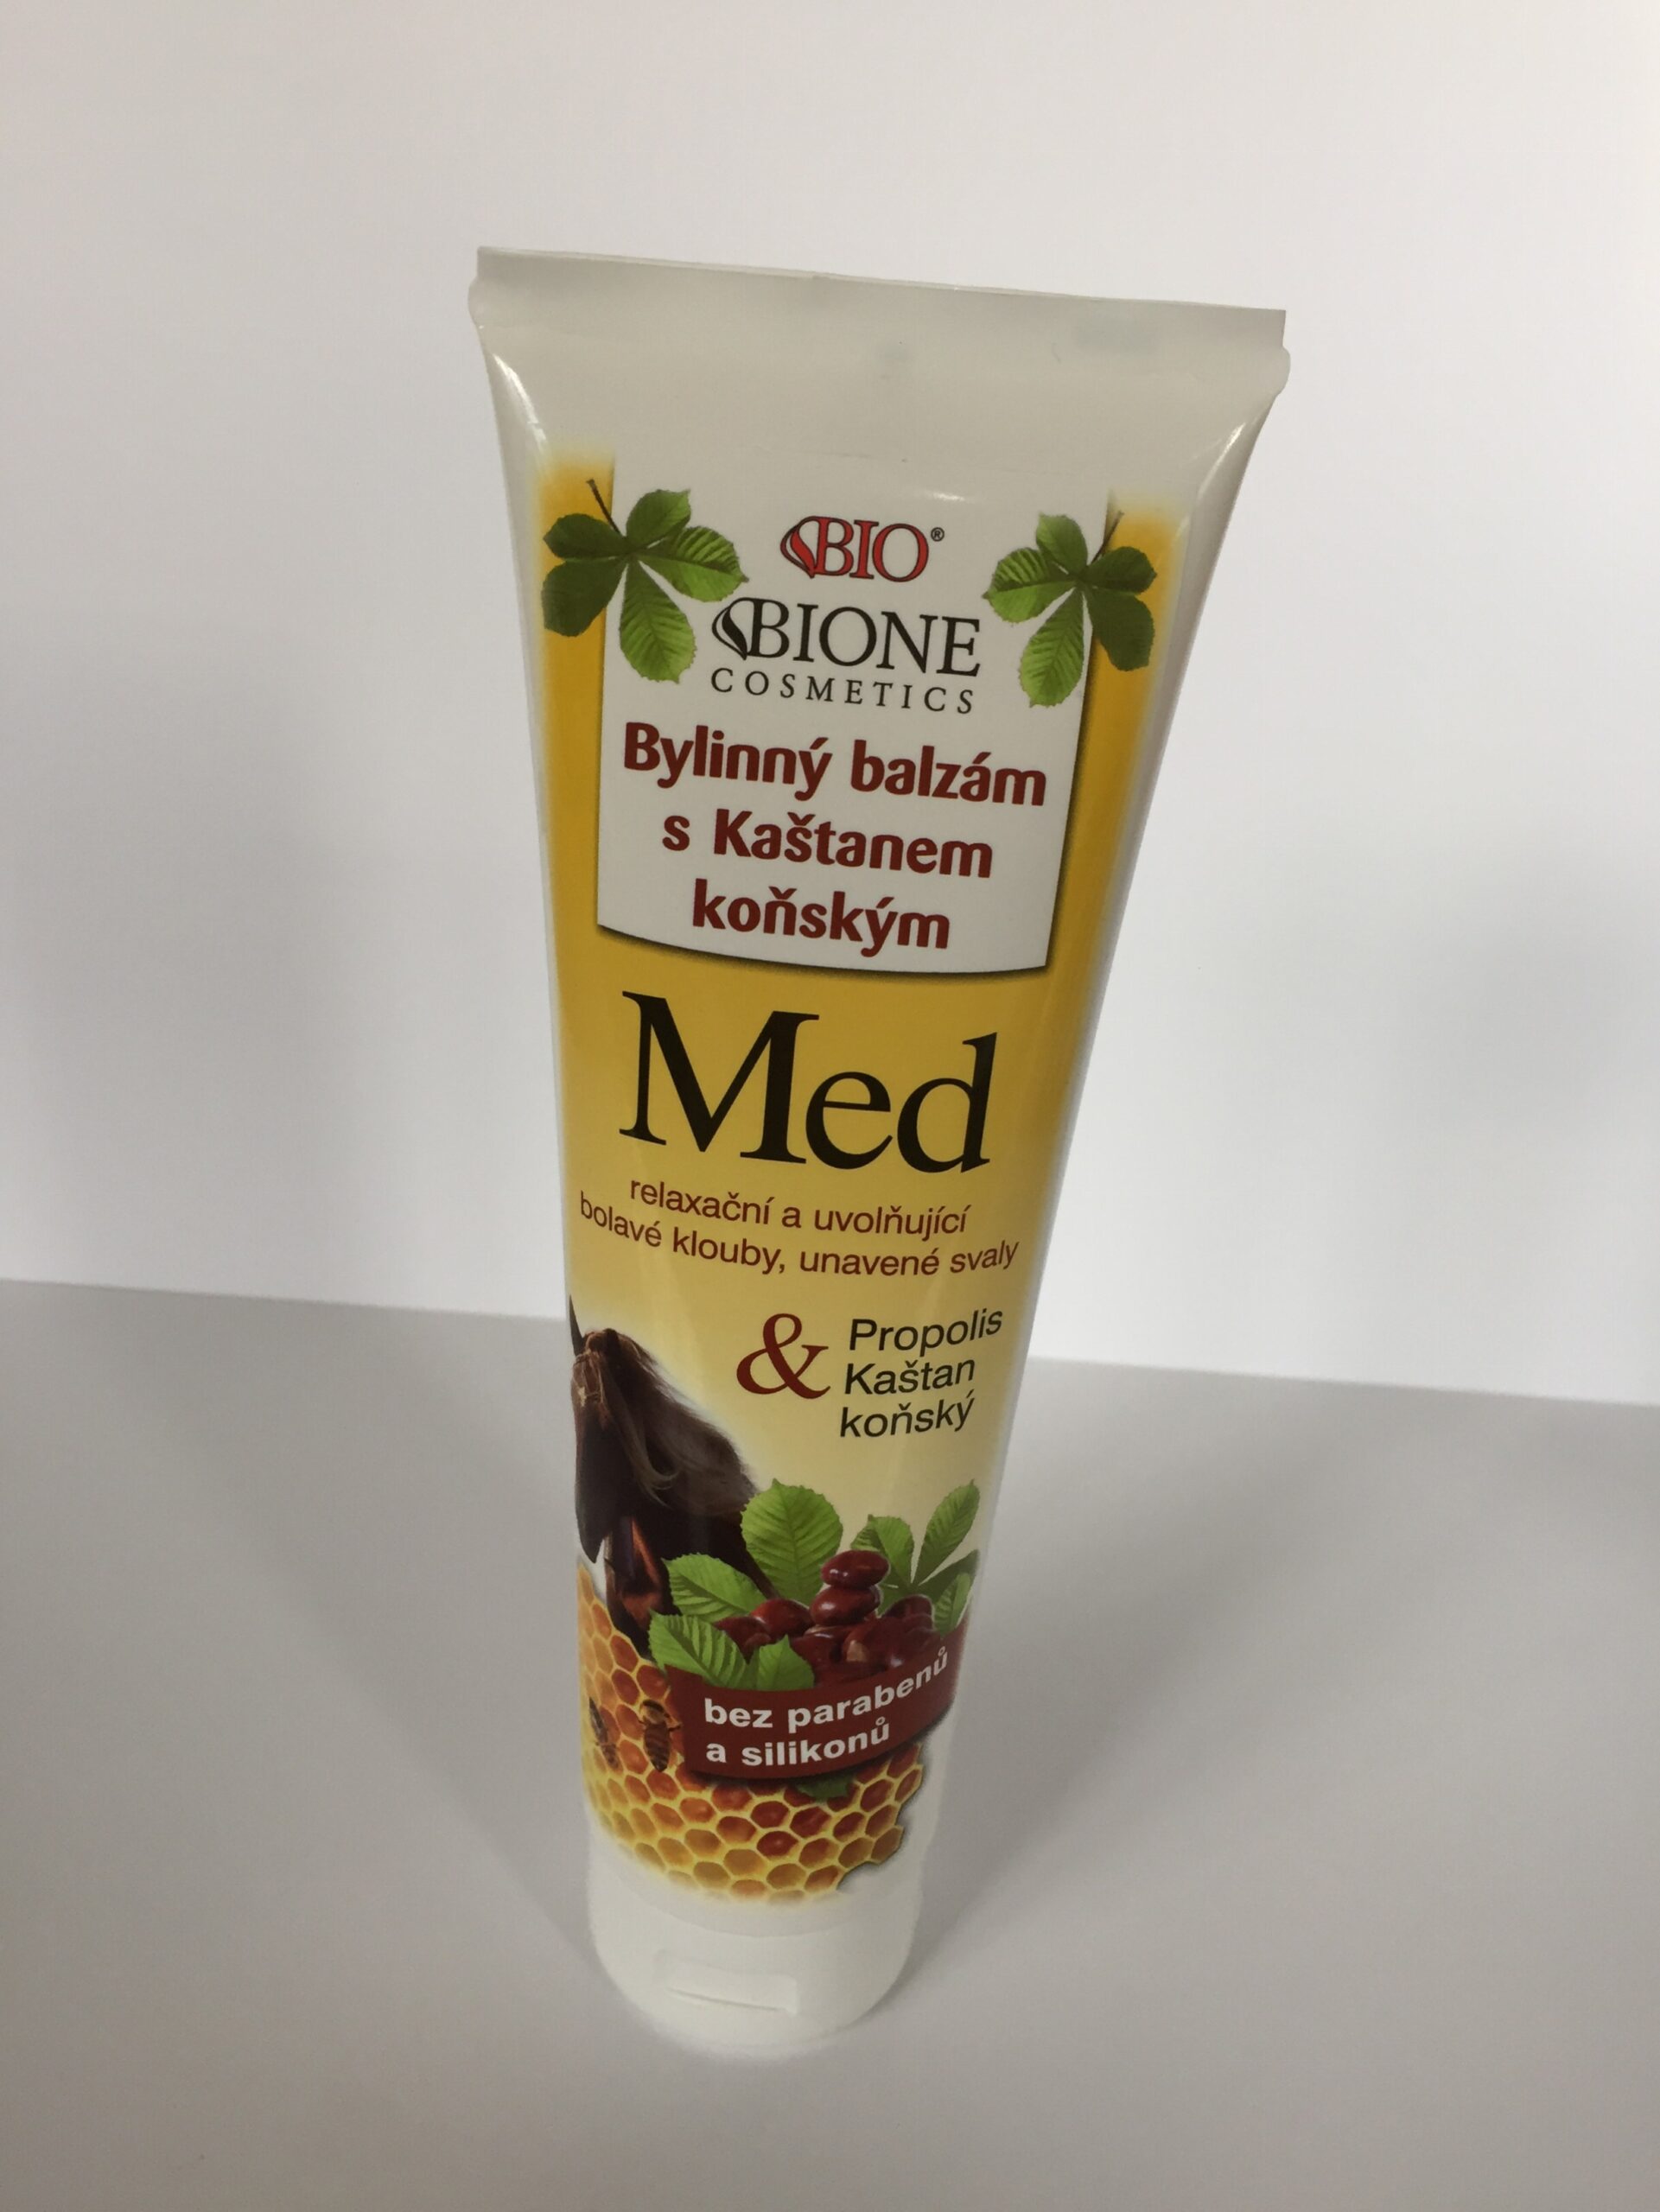 BIO®
BIONE
COSMETICS
Bylinný balzám
s Kaštanem
koňským
Med
relaxační a uvolňující
bolavé klouby, unavené svaly
& Propolis
Kaštan
koňský
bez parabenů
a silikonů